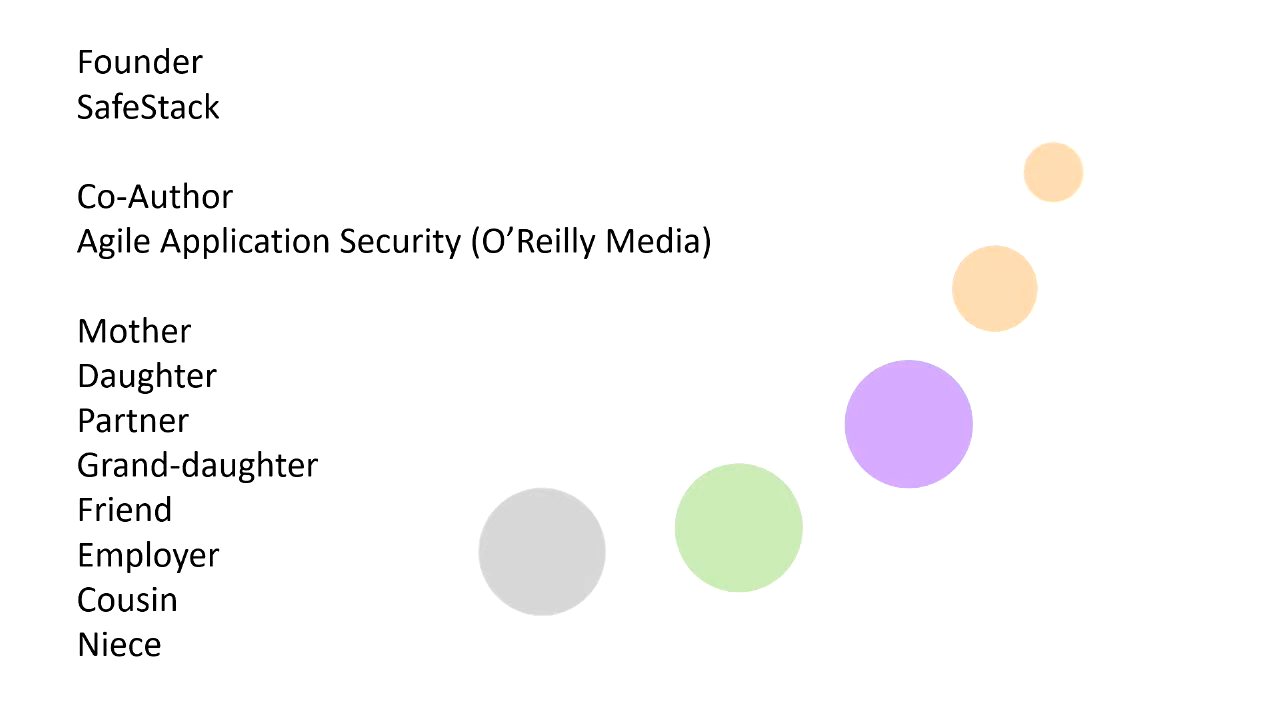 Founder
SafeStack
Co-Author
Agile Application Security (O’Reilly Media)
Mother
Daughter
Partner
Grand-daughter
Friend
Employer
Cousin
Niece